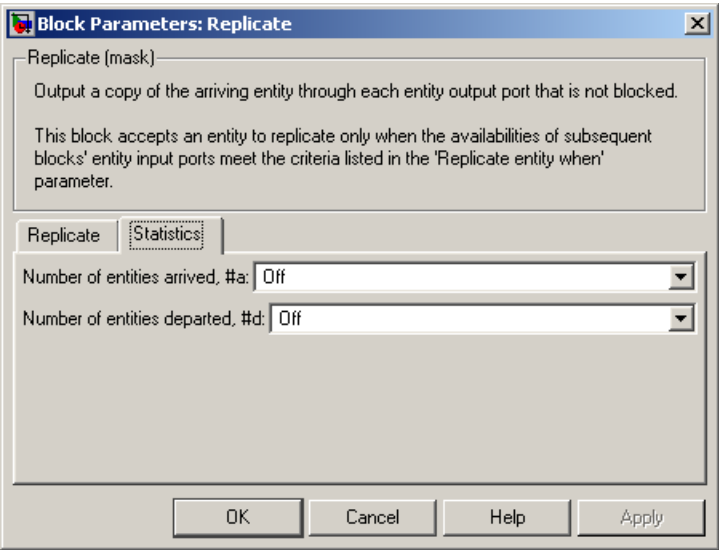 Block Parameters: Replicate
Replicate (mask)
Output a copy of the arriving entity through each entity output port that is not blocked.
This block accepts an entity to replicate only when the availabilities of subsequent
blocks' entity input ports meet the criteria listed in the 'Replicate entity when'
parameter.
Replicate Statistics
Number of entities arrived, #a: Off
Number of entities departed, #d: Off
OK Cancel Help Apply